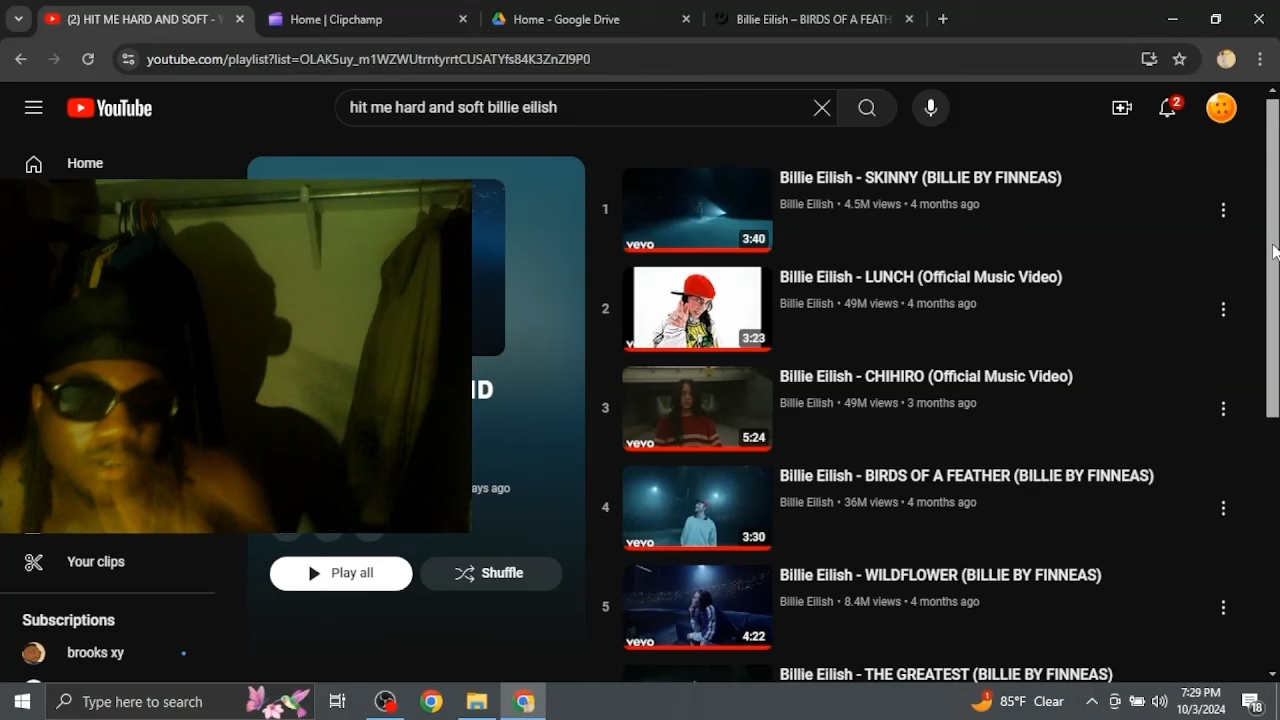 (2) HIT ME HARD AND SOFT - Y
Home | Clipchamp
Home - Google Drive
Billie Eilish – BIRDS OF A FEATH
youtube.com/playlist?list=OLAK5uy_m1WZWUtrntyrrtCUSATYfs84K3ZnZI9P0
YouTube
hit me hard and soft billie eilish
2
Home
ND
ays ago
Play all
Shuffle
Your clips
Subscriptions
brooks xy
1
vevo
3:40
Billie Eilish - SKINNY (BILLIE BY FINNEAS)
Billie Eilish • 4.5M views • 4 months ago
2
3:23
Billie Eilish - LUNCH (Official Music Video)
Billie Eilish • 49M views • 4 months ago
3
vevo
5:24
Billie Eilish - CHIHIRO (Official Music Video)
Billie Eilish • 49M views • 3 months ago
4
vevo
3:30
Billie Eilish - BIRDS OF A FEATHER (BILLIE BY FINNEAS)
Billie Eilish • 36M views • 4 months ago
5
vevo
4:22
Billie Eilish - WILDFLOWER (BILLIE BY FINNEAS)
Billie Eilish • 8.4M views • 4 months ago
Billie Eilish - THE GREATEST (BILLIE BY FINNEAS)
Type here to search
1
85°F Clear
7:29 PM
10/3/2024
18